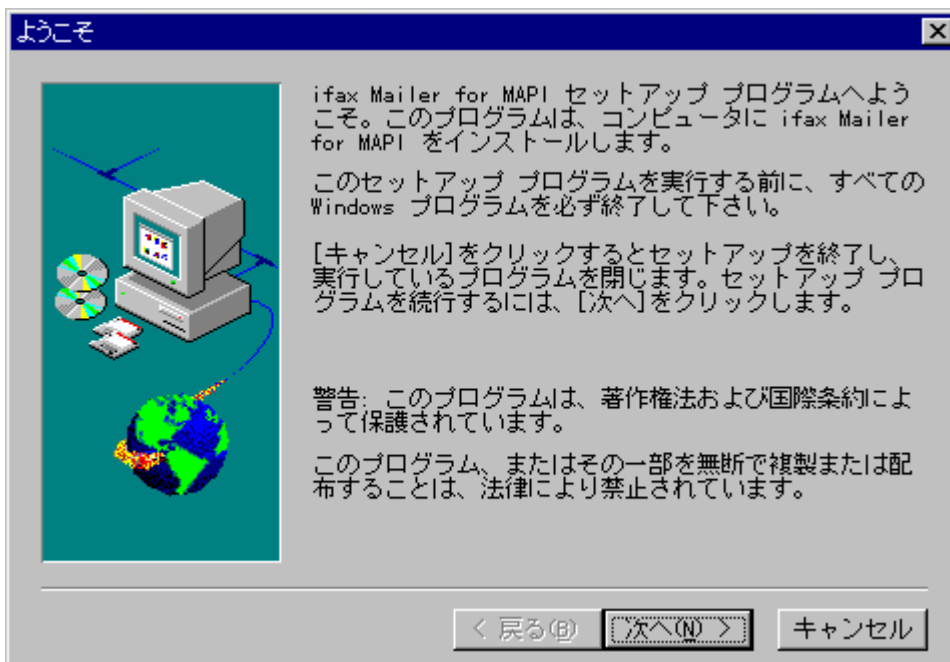 ようこそ
ifax Mailer for MAPI セットアップ プログラムへよう
こそ。このプログラムは、コンピュータに ifax Mailer
for MAPI をインストールします。
このセットアップ プログラムを実行する前に、すべての
Windows プログラムを必ず終了して下さい。
[キャンセル]をクリックするとセットアップを終了し、
実行しているプログラムを閉じます。セットアップ プロ
グラムを続行するには、[次へ]をクリックします。
警告: このプログラムは、著作権法および国際条約によ
って保護されています。
このプログラム、またはその一部を無断で複製または配
布することは、法律により禁止されています。
< 戻る(B) 次へ(N) > キャンセル